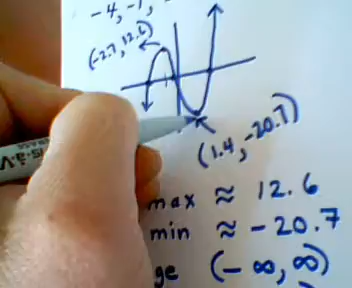 -4, -1,
(-2.7, 12.6)
(1.4, -20.7)
max ≈ 12.6
min ≈ -20.7
ge (-∞, ∞)